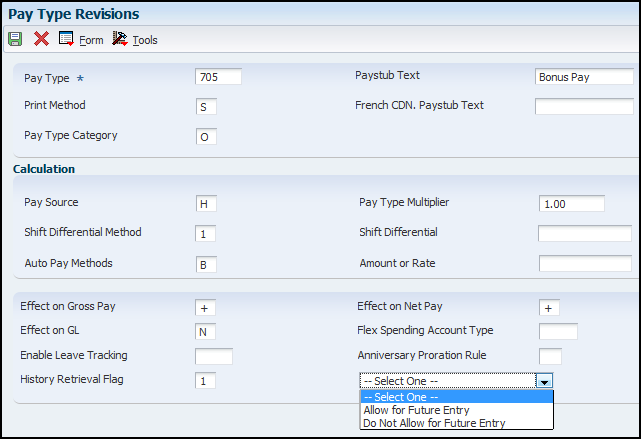 Pay Type Revisions
Form Tools
Pay Type * 705 Paystub Text Bonus Pay
Print Method S French CDN. Paystub Text
Pay Type Category O
Calculation
Pay Source H Pay Type Multiplier 1.00
Shift Differential Method 1 Shift Differential
Auto Pay Methods B Amount or Rate
Effect on Gross Pay + Effect on Net Pay +
Effect on GL N Flex Spending Account Type
Enable Leave Tracking Anniversary Proration Rule
History Retrieval Flag 1 -- Select One --
-- Select One --
Allow for Future Entry
Do Not Allow for Future Entry